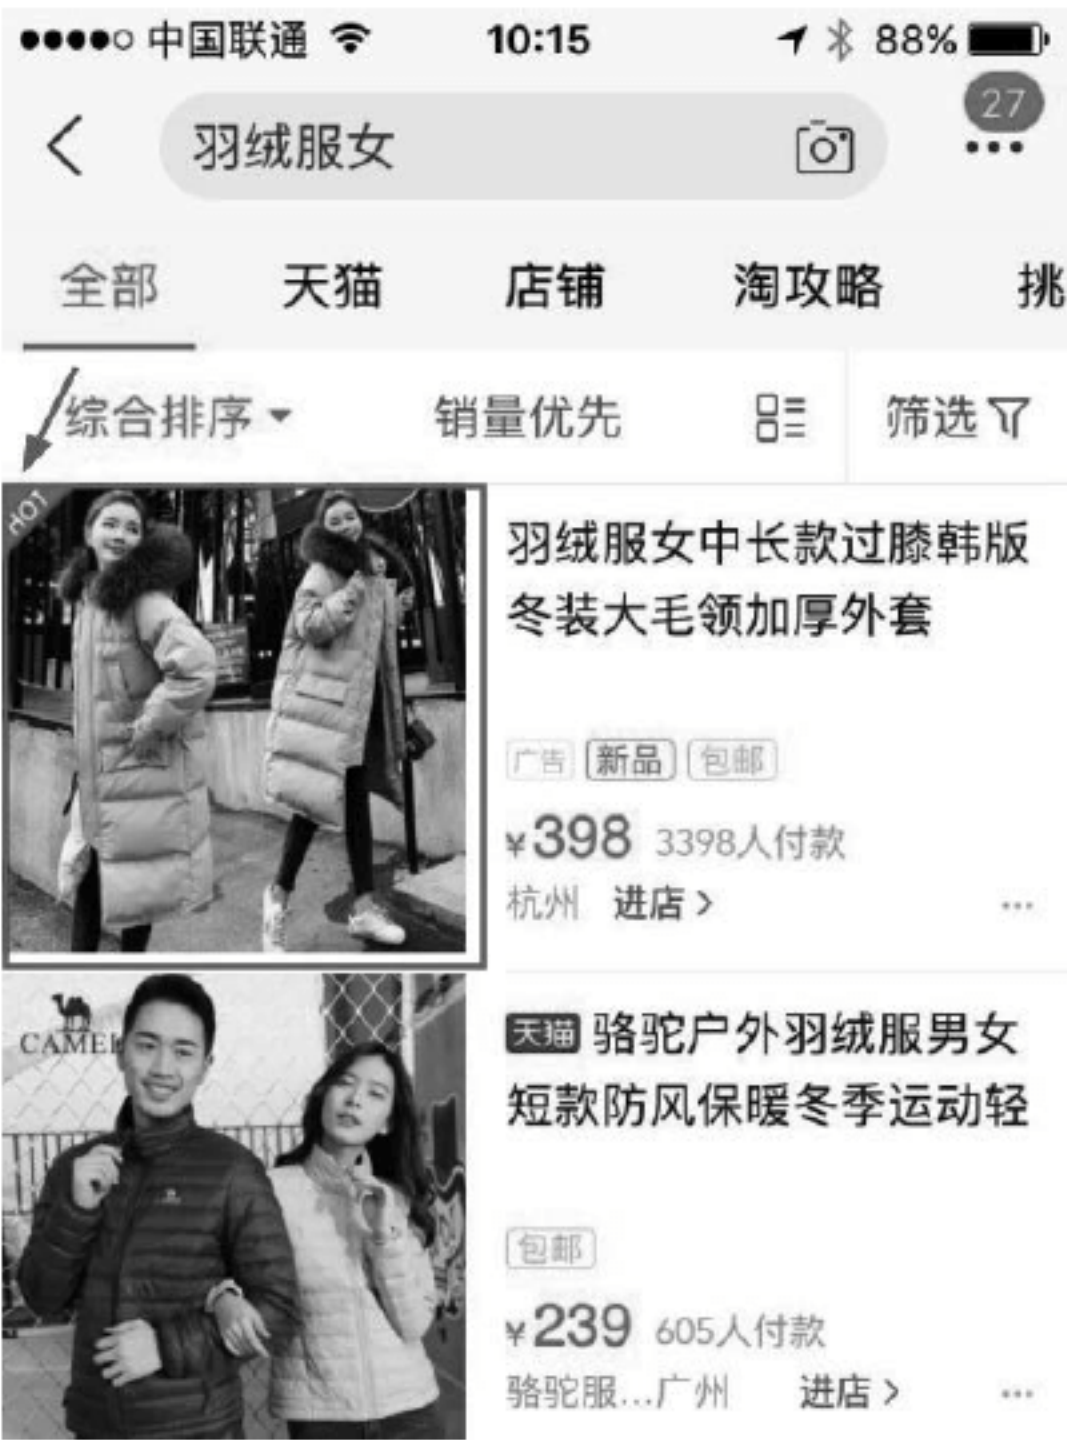 中国联通 10:15 88%
27
羽绒服女
全部 天猫 店铺 淘攻略 挑
综合排序 销量优先 筛选
HOT
羽绒服女中长款过膝韩版
冬装大毛领加厚外套
广告 新品 包邮
¥398 3398人付款
杭州 进店 >
CAMEL
天猫 骆驼户外羽绒服男女
短款防风保暖冬季运动轻
包邮
¥239 605人付款
骆驼服...广州 进店 >